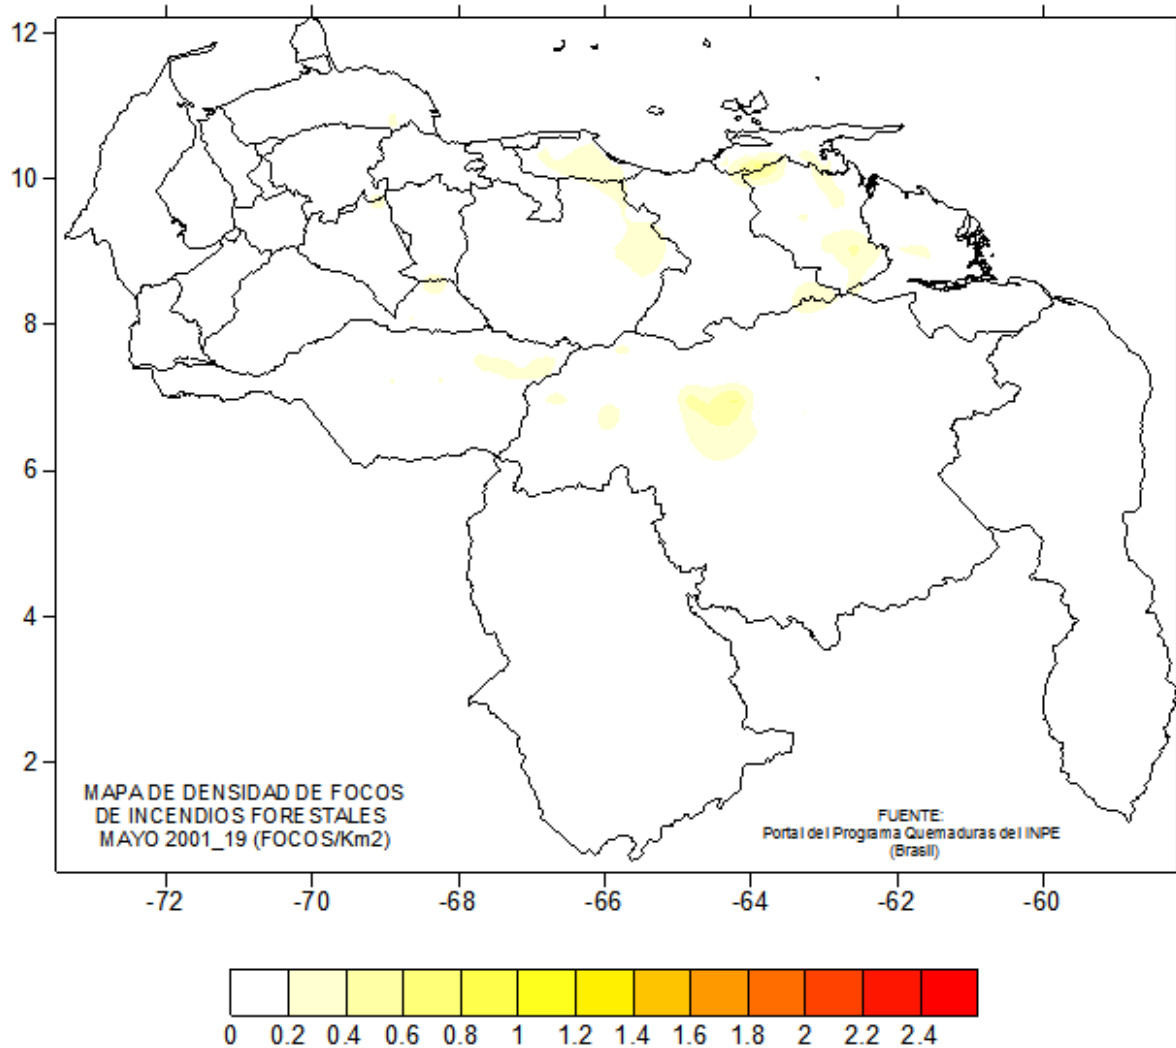 12
10
8
6
4
2
MAPA DE DENSIDAD DE FOCOS
DE INCENDIOS FORESTALES
MAYO 2001_19 (FOCOS/Km2)
FUENTE:
Portal del Programa Quemaduras del INPE
(Brasil)
-72 -70 -68 -66 -64 -62 -60
0 0.2 0.4 0.6 0.8 1 1.2 1.4 1.6 1.8 2 2.2 2.4